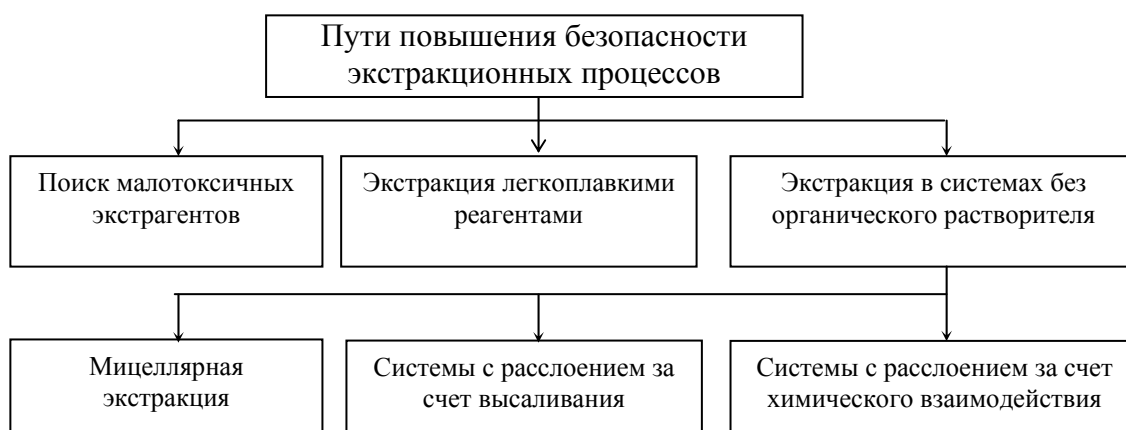 Пути повышения безопасности
экстракционных процессов
Поиск малотоксичных
экстрагентов
Экстракция легкоплавкими
реагентами
Экстракция в системах без
органического растворителя
Мицеллярная
экстракция
Системы с расслоением за
счет высаливания
Системы с расслоением за счет
химического взаимодействия